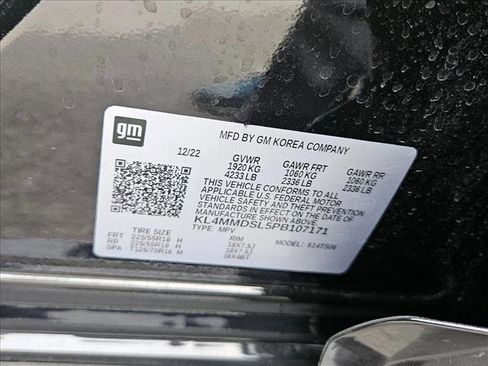 gm
MFD BY GM KOREA COMPANY
12/22 GVWR GAWR FRT GAWR RR
1920 KG 1060 KG 1060 KG
4233 LB 2336 LB 2336 LB
THIS VEHICLE CONFORMS TO ALL
APPLICABLE U.S. FEDERAL MOTOR
VEHICLE SAFETY AND THEFT PREVENTION
STANDARDS IN EFFECT ON THE DATE OF
MANUFACTURE SHOWN ABOVE.
KL4MMDSL5PB107171
TYPE: MPV
TIRE SIZE RIM MODEL:
FRT 225/55R18 H 18X7.5J
RR 225/55R18 H 18X7.5J
SPA T125/70R16 M 16X4BT